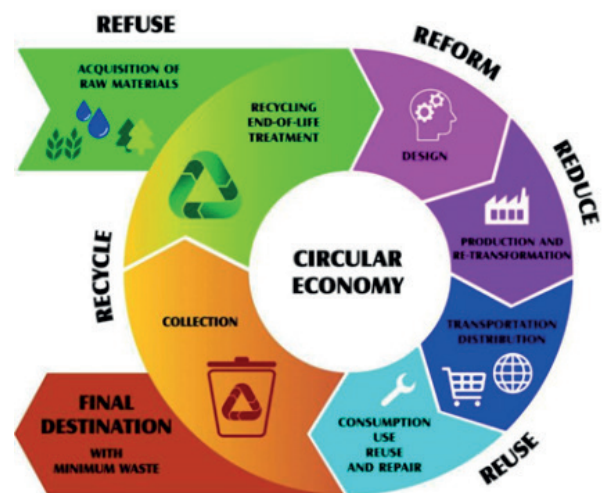 REFUSE
ACQUISITION OF
RAW MATERIALS
RECYCLING
END-OF-LIFE
TREATMENT
REFORM
DESIGN
REDUCE
PRODUCTION AND
RE-TRANSFORMATION
TRANSPORTATION
DISTRIBUTION
REUSE
CONSUMPTION
USE
REUSE
AND REPAIR
COLLECTION
RECYCLE
FINAL
DESTINATION
WITH
MINIMUM WASTE
CIRCULAR
ECONOMY